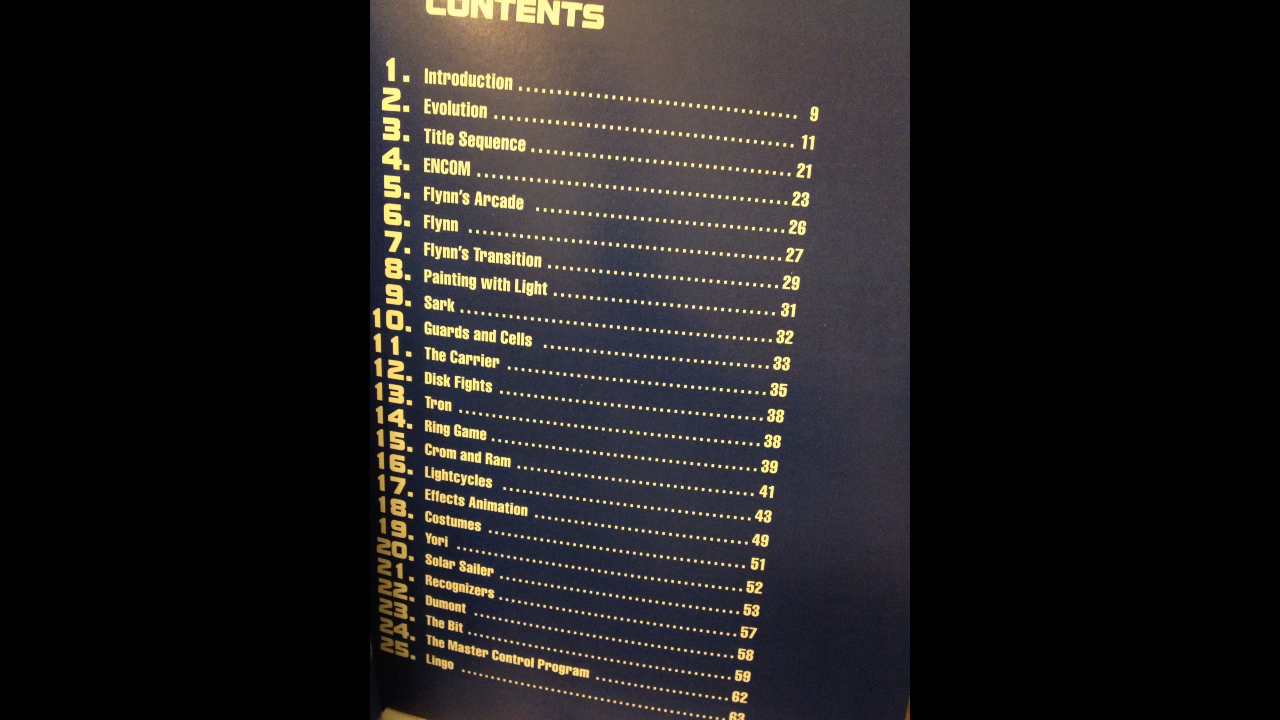 CONTENTS
1. Introduction ........................................ 9
2. Evolution ........................................ 11
3. Title Sequence ........................................ 21
4. ENCOM ........................................ 23
5. Flynn's Arcade ........................................ 26
6. Flynn ........................................ 27
7. Flynn's Transition ........................................ 29
8. Painting with Light ........................................ 31
9. Sark ........................................ 32
10. Guards and Cells ........................................ 33
11. The Carrier ........................................ 35
12. Disk Fights ........................................ 38
13. Tron ........................................ 38
14. Ring Game ........................................ 39
15. Crom and Ram ........................................ 41
16. Lightcycles ........................................ 43
17. Effects Animation ........................................ 49
18. Costumes ........................................ 51
19. Yori ........................................ 52
20. Solar Sailer ........................................ 53
21. Recognizers ........................................ 57
22. Dumont ........................................ 58
23. The Bit ........................................ 59
24. The Master Control Program .................... 62
25. Lingo ........................................ 63